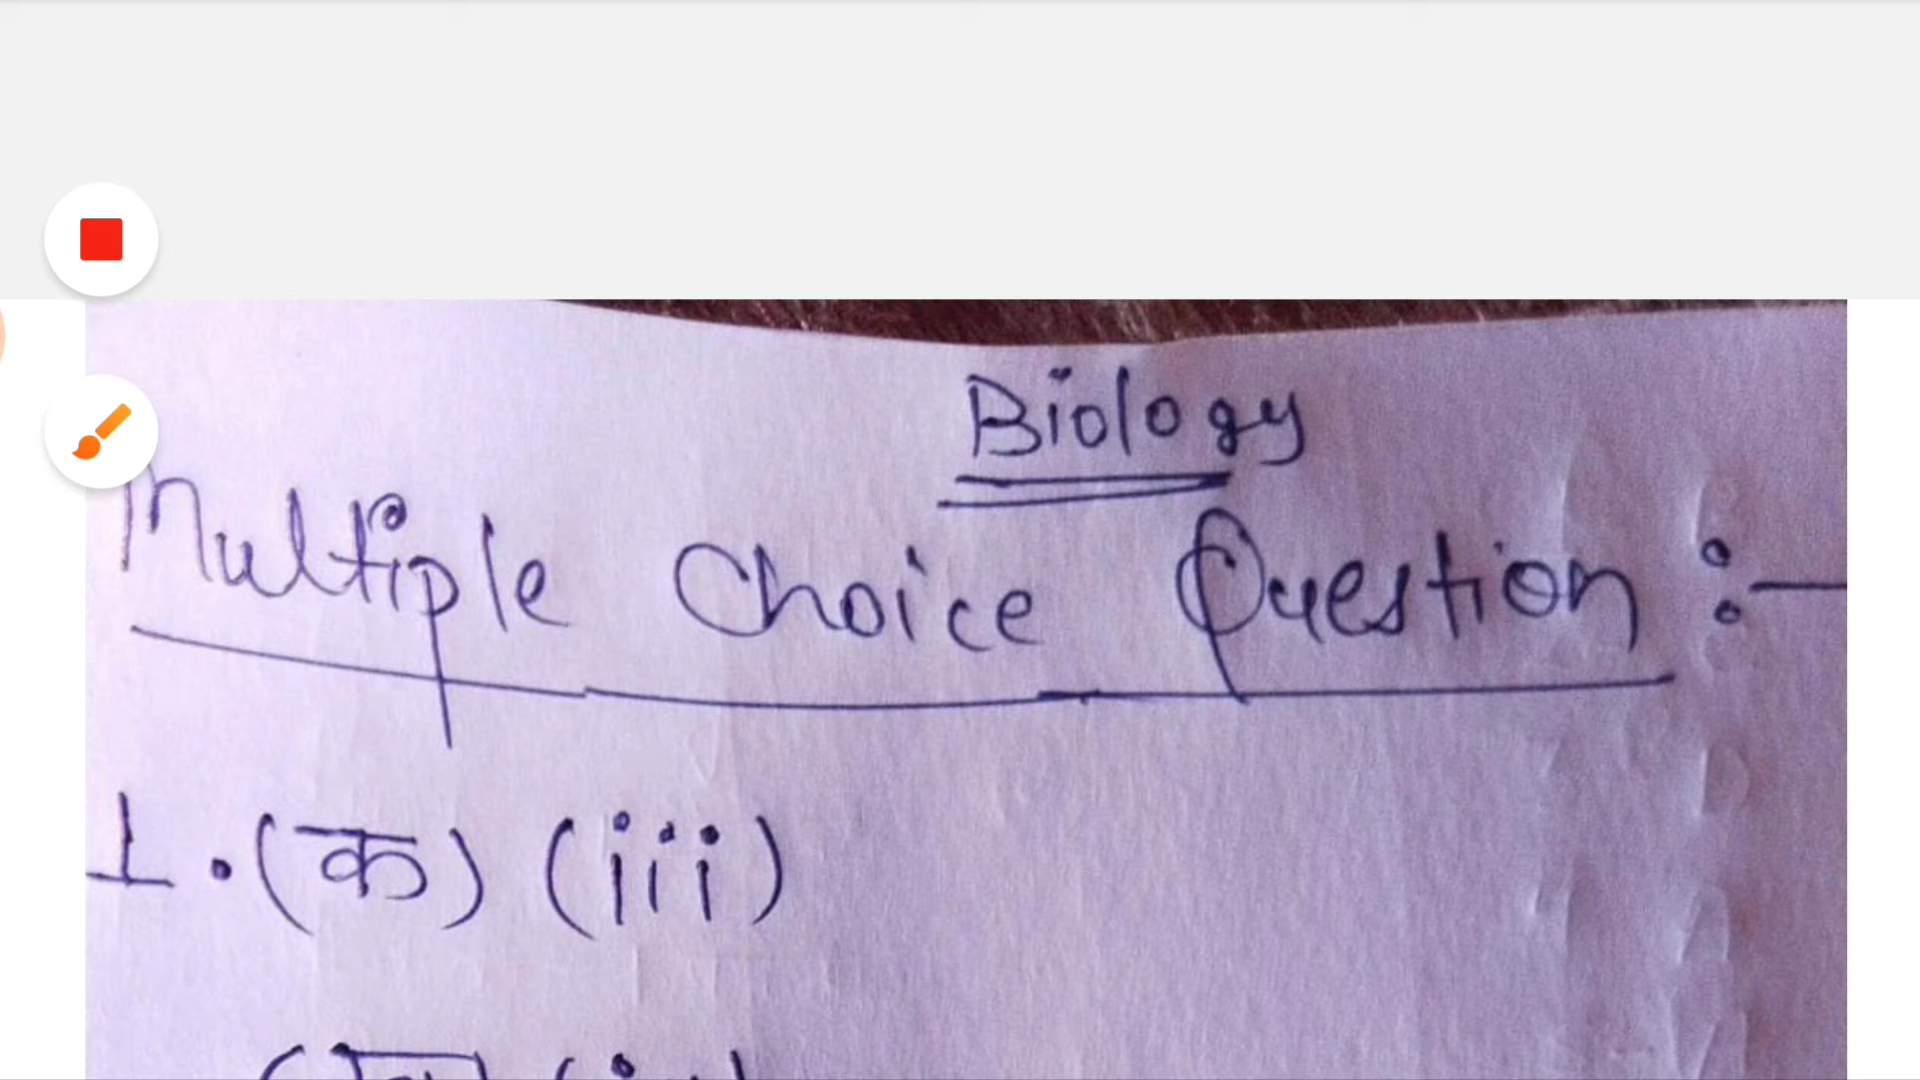 Biology
Multiple Choice Question :-
1. (क) (iii)